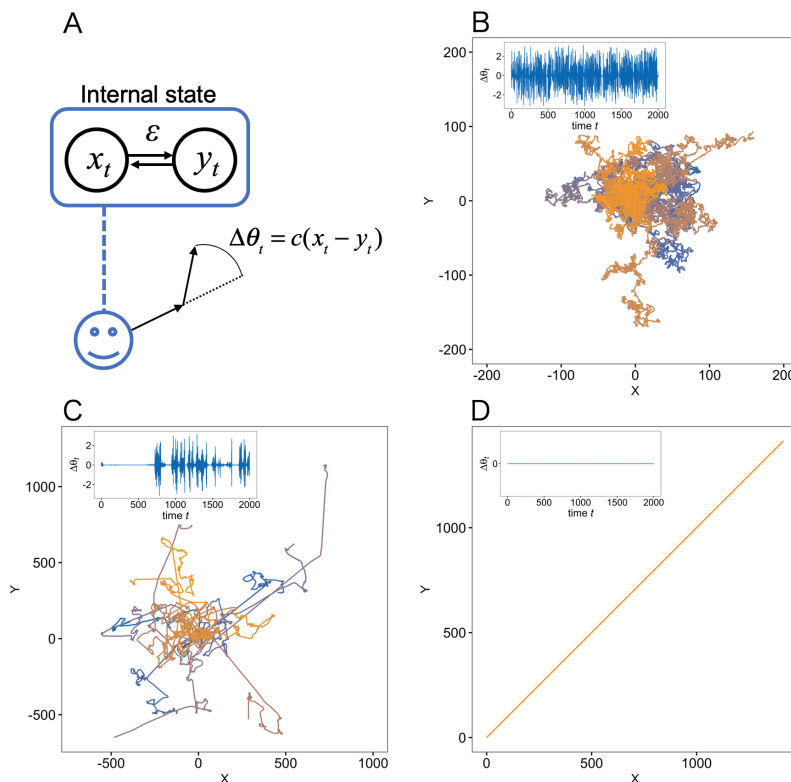 A
Internal state
ε
x_t
y_t
Δθ_t = c(x_t − y_t)
B
200
100
0
-100
-200
Y
-200 -100 0 100 200
X
Δθ_t
2
0
-2
0 500 1000 1500 2000
time t
C
1000
500
0
-500
Y
-500 0 500 1000
X
Δθ_t
2
0
-2
0 500 1000 1500 2000
time t
D
1000
500
0
Y
0 500 1000
X
Δθ_t
0
0 500 1000 1500 2000
time t